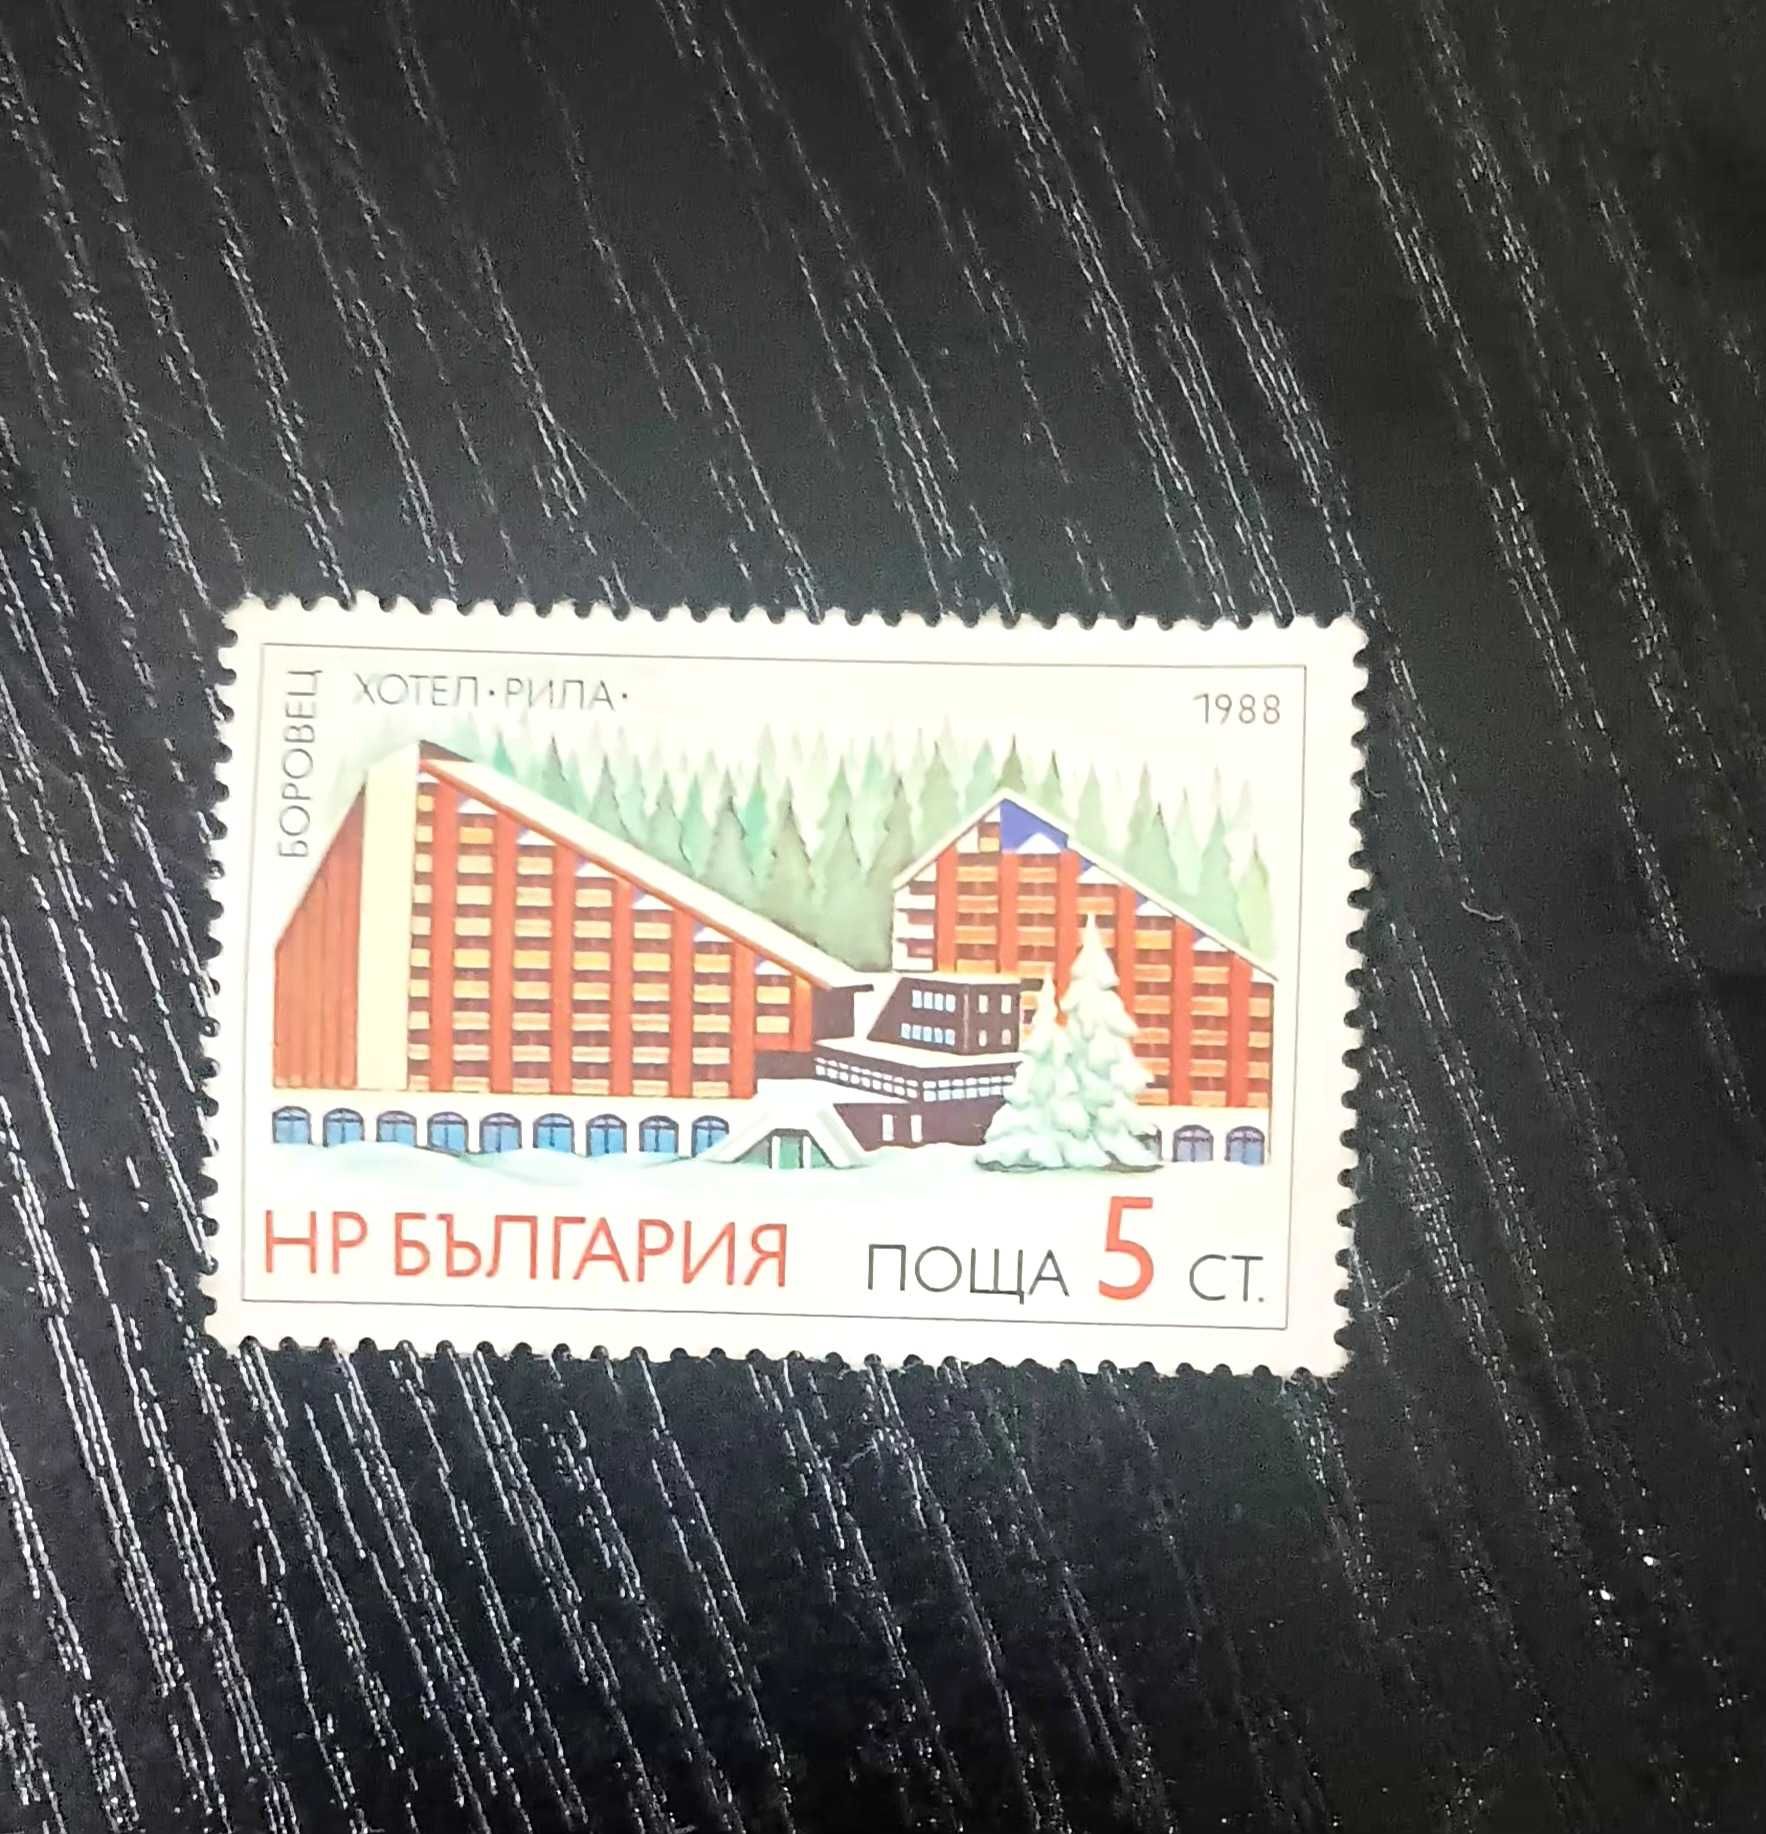 БОРОВЕЦ
ХОТЕЛ·РИЛА·
1988
НР БЪЛГАРИЯ ПОЩА 5 СТ.